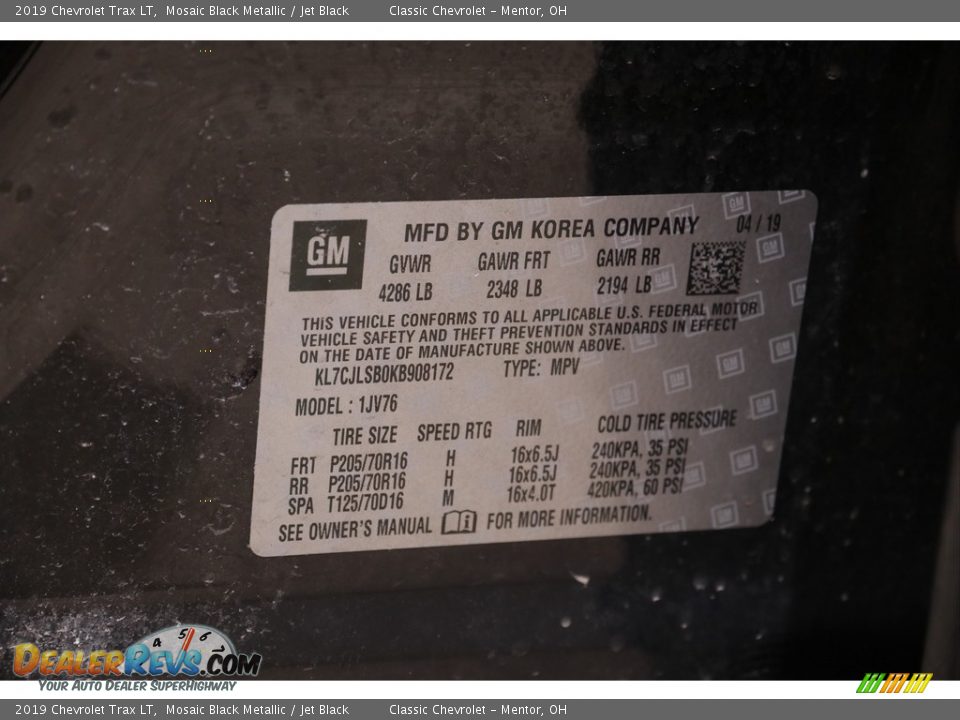 2019 Chevrolet Trax LT, Mosaic Black Metallic / Jet Black Classic Chevrolet - Mentor, OH
GM
MFD BY GM KOREA COMPANY 04 / 19
GVWR GAWR FRT GAWR RR
4286 LB 2348 LB 2194 LB
THIS VEHICLE CONFORMS TO ALL APPLICABLE U.S. FEDERAL MOTOR
VEHICLE SAFETY AND THEFT PREVENTION STANDARDS IN EFFECT
ON THE DATE OF MANUFACTURE SHOWN ABOVE.
KL7CJLSB0KB908172 TYPE: MPV
MODEL : 1JV76
TIRE SIZE SPEED RTG RIM COLD TIRE PRESSURE
FRT P205/70R16 H 16x6.5J 240KPA, 35 PSI
RR P205/70R16 H 16x6.5J 240KPA, 35 PSI
SPA T125/70D16 M 16x4.0T 420KPA, 60 PSI
SEE OWNER'S MANUAL i FOR MORE INFORMATION.
4 5 6
DEALERREVS.COM
YOUR AUTO DEALER SUPERHIGHWAY
2019 Chevrolet Trax LT, Mosaic Black Metallic / Jet Black Classic Chevrolet - Mentor, OH